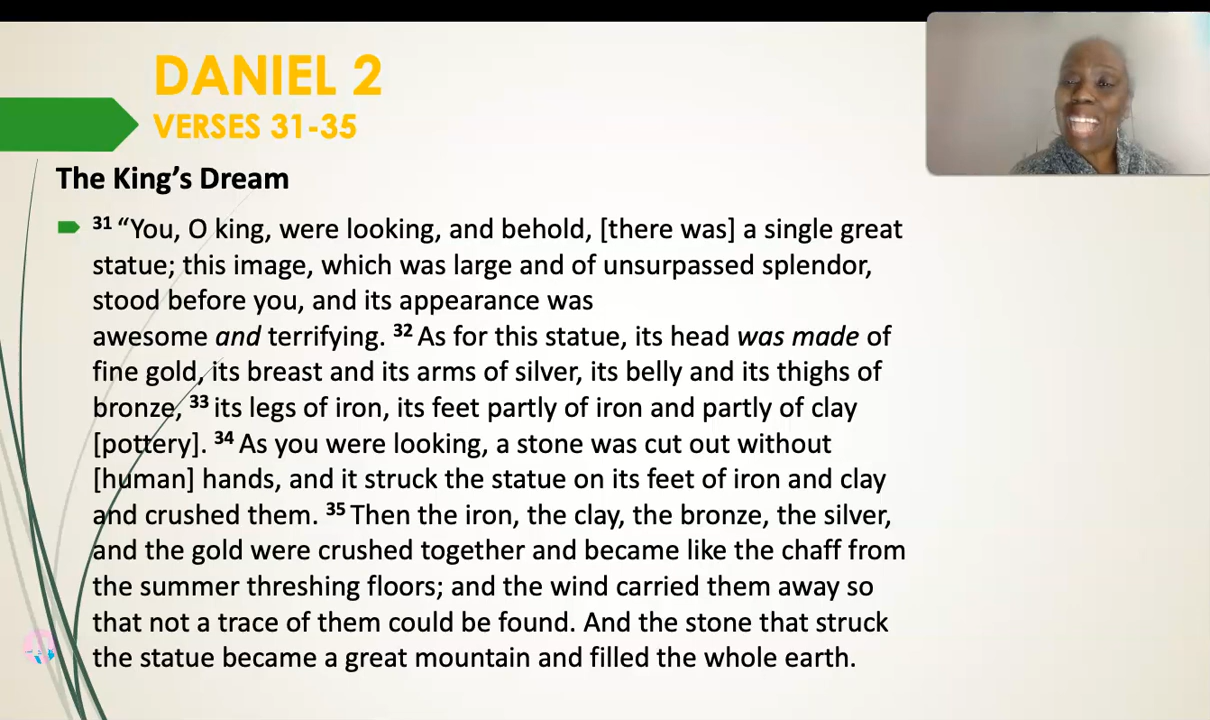 DANIEL 2
VERSES 31-35
The King’s Dream
31 “You, O king, were looking, and behold, [there was] a single great
statue; this image, which was large and of unsurpassed splendor,
stood before you, and its appearance was
awesome and terrifying. 32 As for this statue, its head was made of
fine gold, its breast and its arms of silver, its belly and its thighs of
bronze, 33 its legs of iron, its feet partly of iron and partly of clay
[pottery]. 34 As you were looking, a stone was cut out without
[human] hands, and it struck the statue on its feet of iron and clay
and crushed them. 35 Then the iron, the clay, the bronze, the silver,
and the gold were crushed together and became like the chaff from
the summer threshing floors; and the wind carried them away so
that not a trace of them could be found. And the stone that struck
the statue became a great mountain and filled the whole earth.